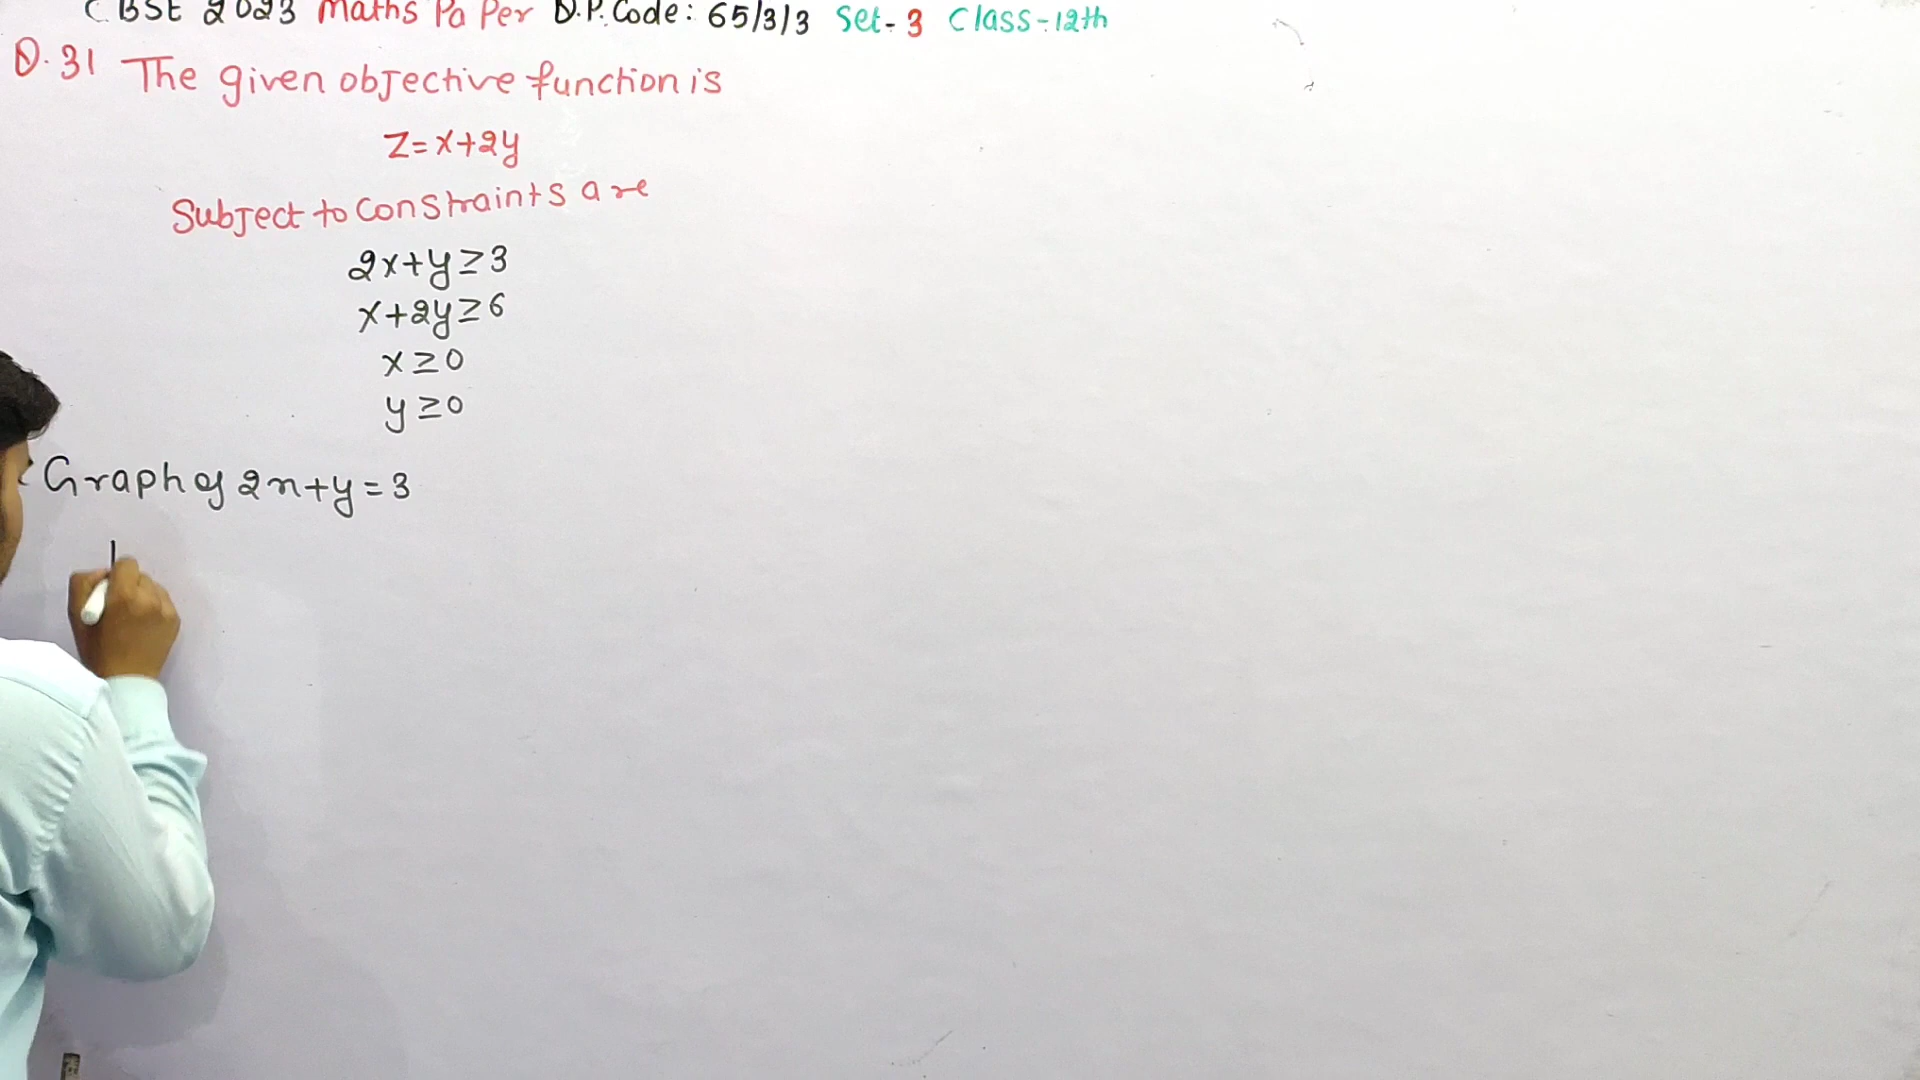 CBSE 2023 Maths Paper Q.P. Code: 65/3/3 Set-3 Class-12th
Q.31 The given objective function is
Z=x+2y
Subject to constraints are
2x+y≥3
x+2y≥6
x≥0
y≥0
Graph of 2x+y=3